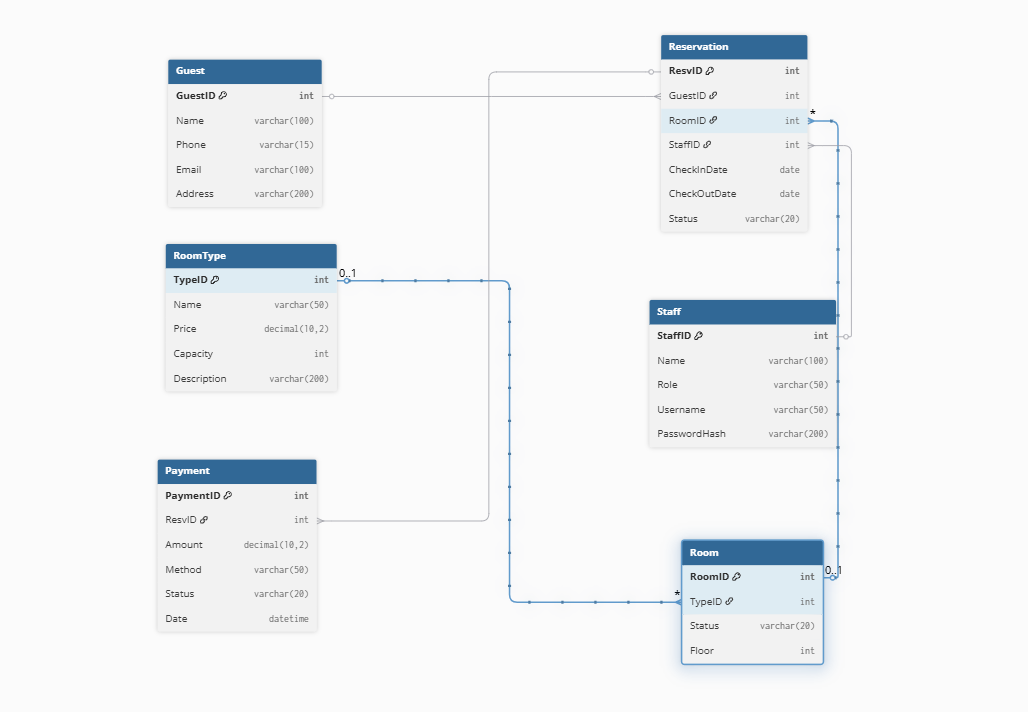 Guest
GuestID int
Name varchar(100)
Phone varchar(15)
Email varchar(100)
Address varchar(200)
Reservation
ResvID int
GuestID int
RoomID int
*
StaffID int
CheckInDate date
CheckOutDate date
Status varchar(20)
RoomType
TypeID int
0..1
Name varchar(50)
Price decimal(10,2)
Capacity int
Description varchar(200)
Staff
StaffID int
Name varchar(100)
Role varchar(50)
Username varchar(50)
PasswordHash varchar(200)
Payment
PaymentID int
ResvID int
Amount decimal(10,2)
Method varchar(50)
Status varchar(20)
Date datetime
Room
RoomID int
0..1
*
TypeID int
Status varchar(20)
Floor int